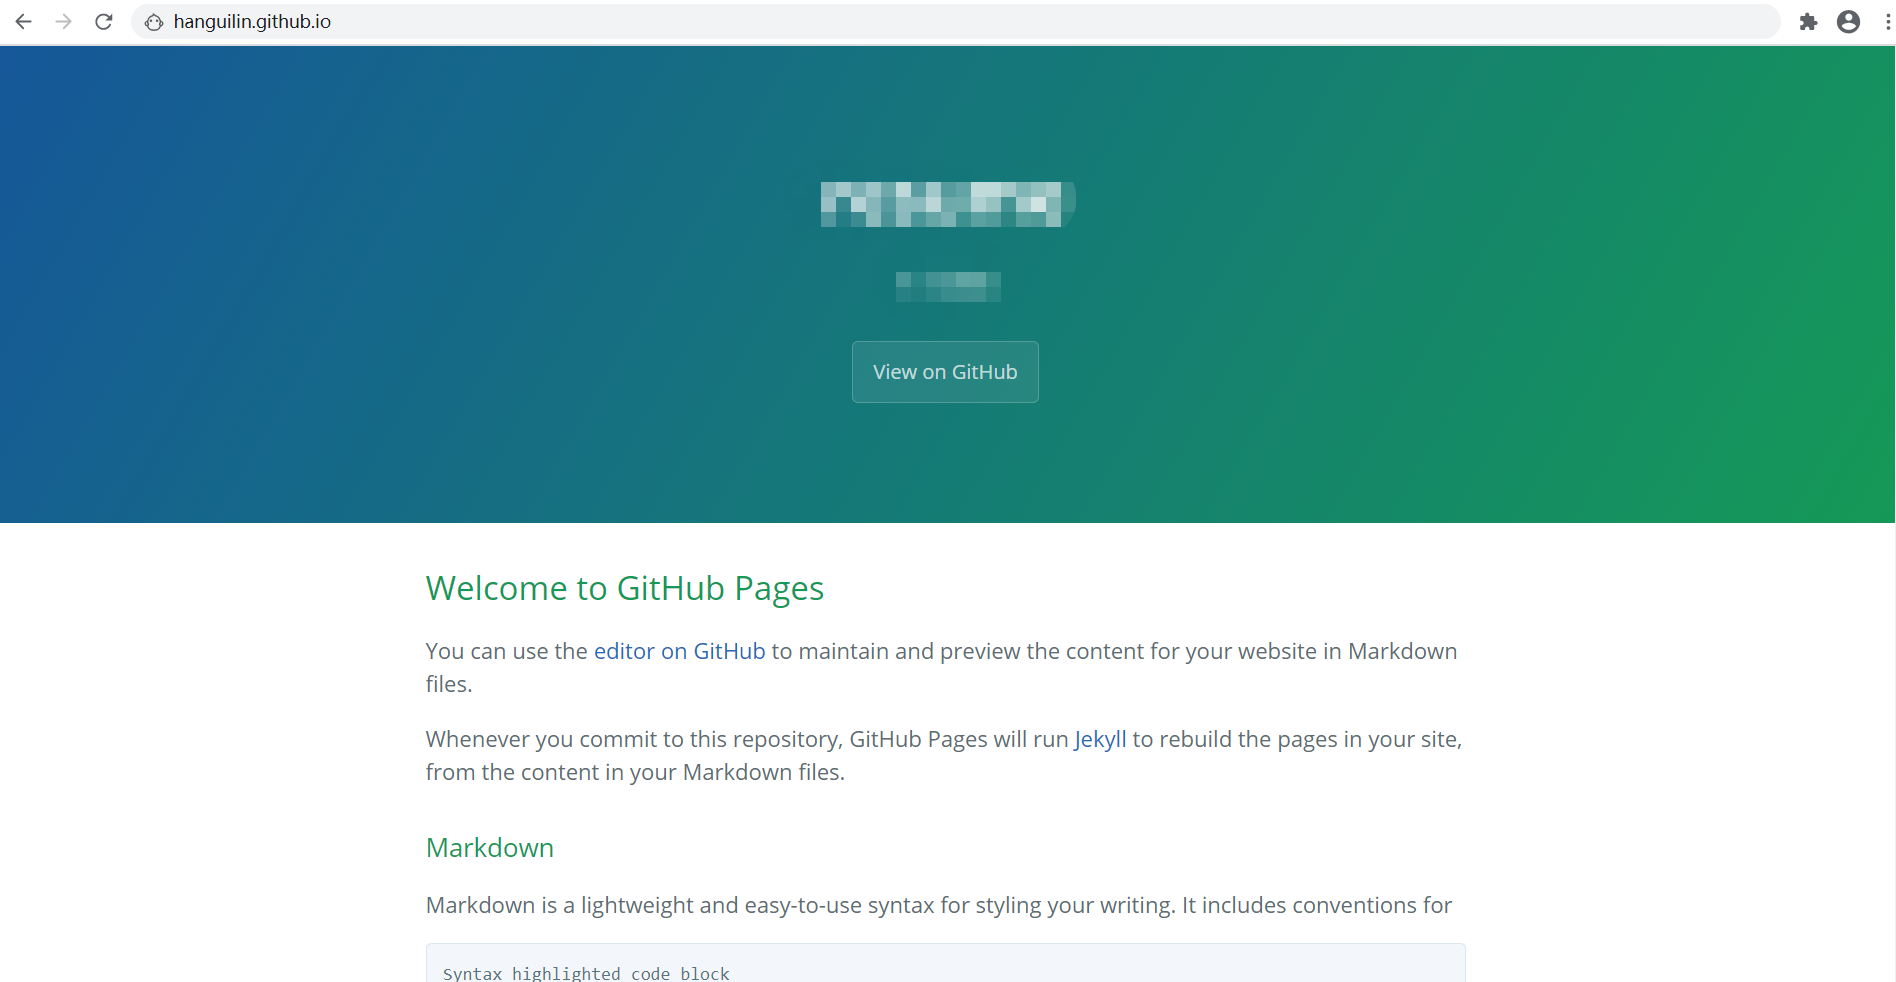 hanguilin.github.io
View on GitHub
Welcome to GitHub Pages
You can use the editor on GitHub to maintain and preview the content for your website in Markdown
files.
Whenever you commit to this repository, GitHub Pages will run Jekyll to rebuild the pages in your site,
from the content in your Markdown files.
Markdown
Markdown is a lightweight and easy-to-use syntax for styling your writing. It includes conventions for
Syntax highlighted code block